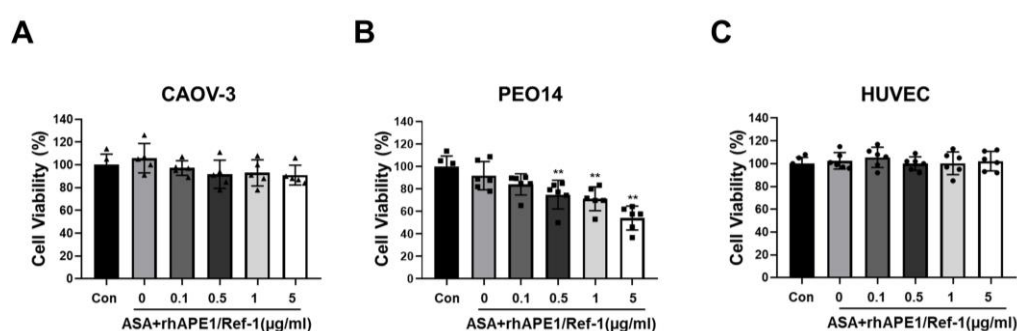 A
B
C
CAOV-3
PEO14
HUVEC
Cell Viability (%)
140
120
100
80
60
40
20
0
Con
0
0.1
0.5
1
5
ASA+rhAPE1/Ref-1(μg/ml)
Cell Viability (%)
140
120
100
80
60
40
20
0
**
**
**
Con
0
0.1
0.5
1
5
ASA+rhAPE1/Ref-1(μg/ml)
Cell Viability (%)
140
120
100
80
60
40
20
0
Con
0
0.1
0.5
1
5
ASA+rhAPE1/Ref-1(μg/ml)